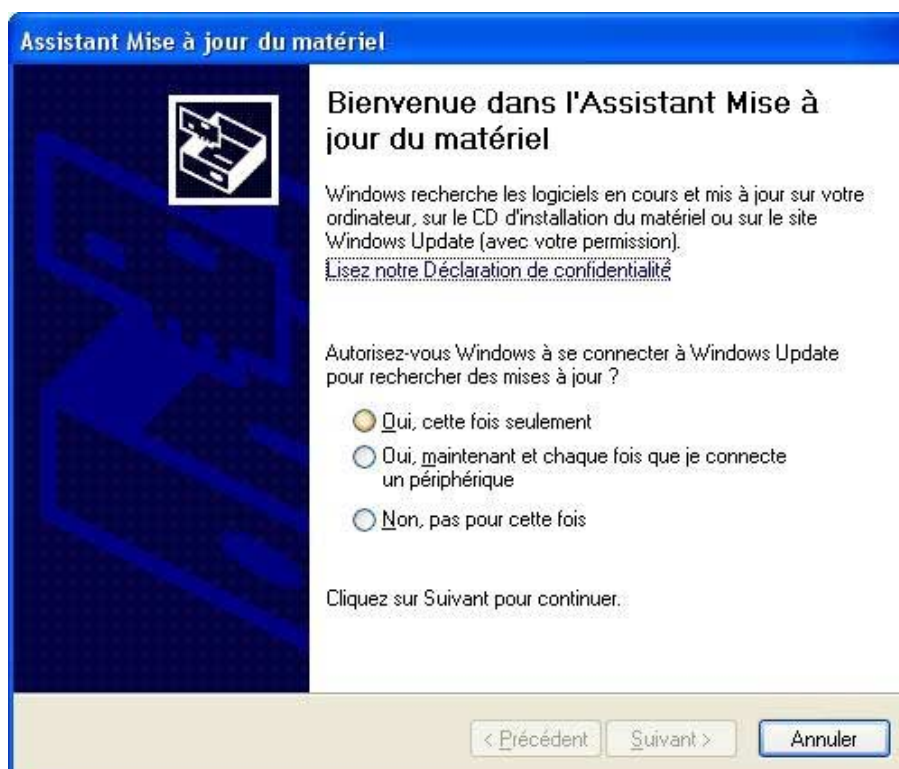 Assistant Mise à jour du matériel
Bienvenue dans l'Assistant Mise à
jour du matériel
Windows recherche les logiciels en cours et mis à jour sur votre
ordinateur, sur le CD d'installation du matériel ou sur le site
Windows Update (avec votre permission).
Lisez notre Déclaration de confidentialité
Autorisez-vous Windows à se connecter à Windows Update
pour rechercher des mises à jour ?
Oui, cette fois seulement
Oui, maintenant et chaque fois que je connecte
un périphérique
Non, pas pour cette fois
Cliquez sur Suivant pour continuer.
< Précédent Suivant > Annuler